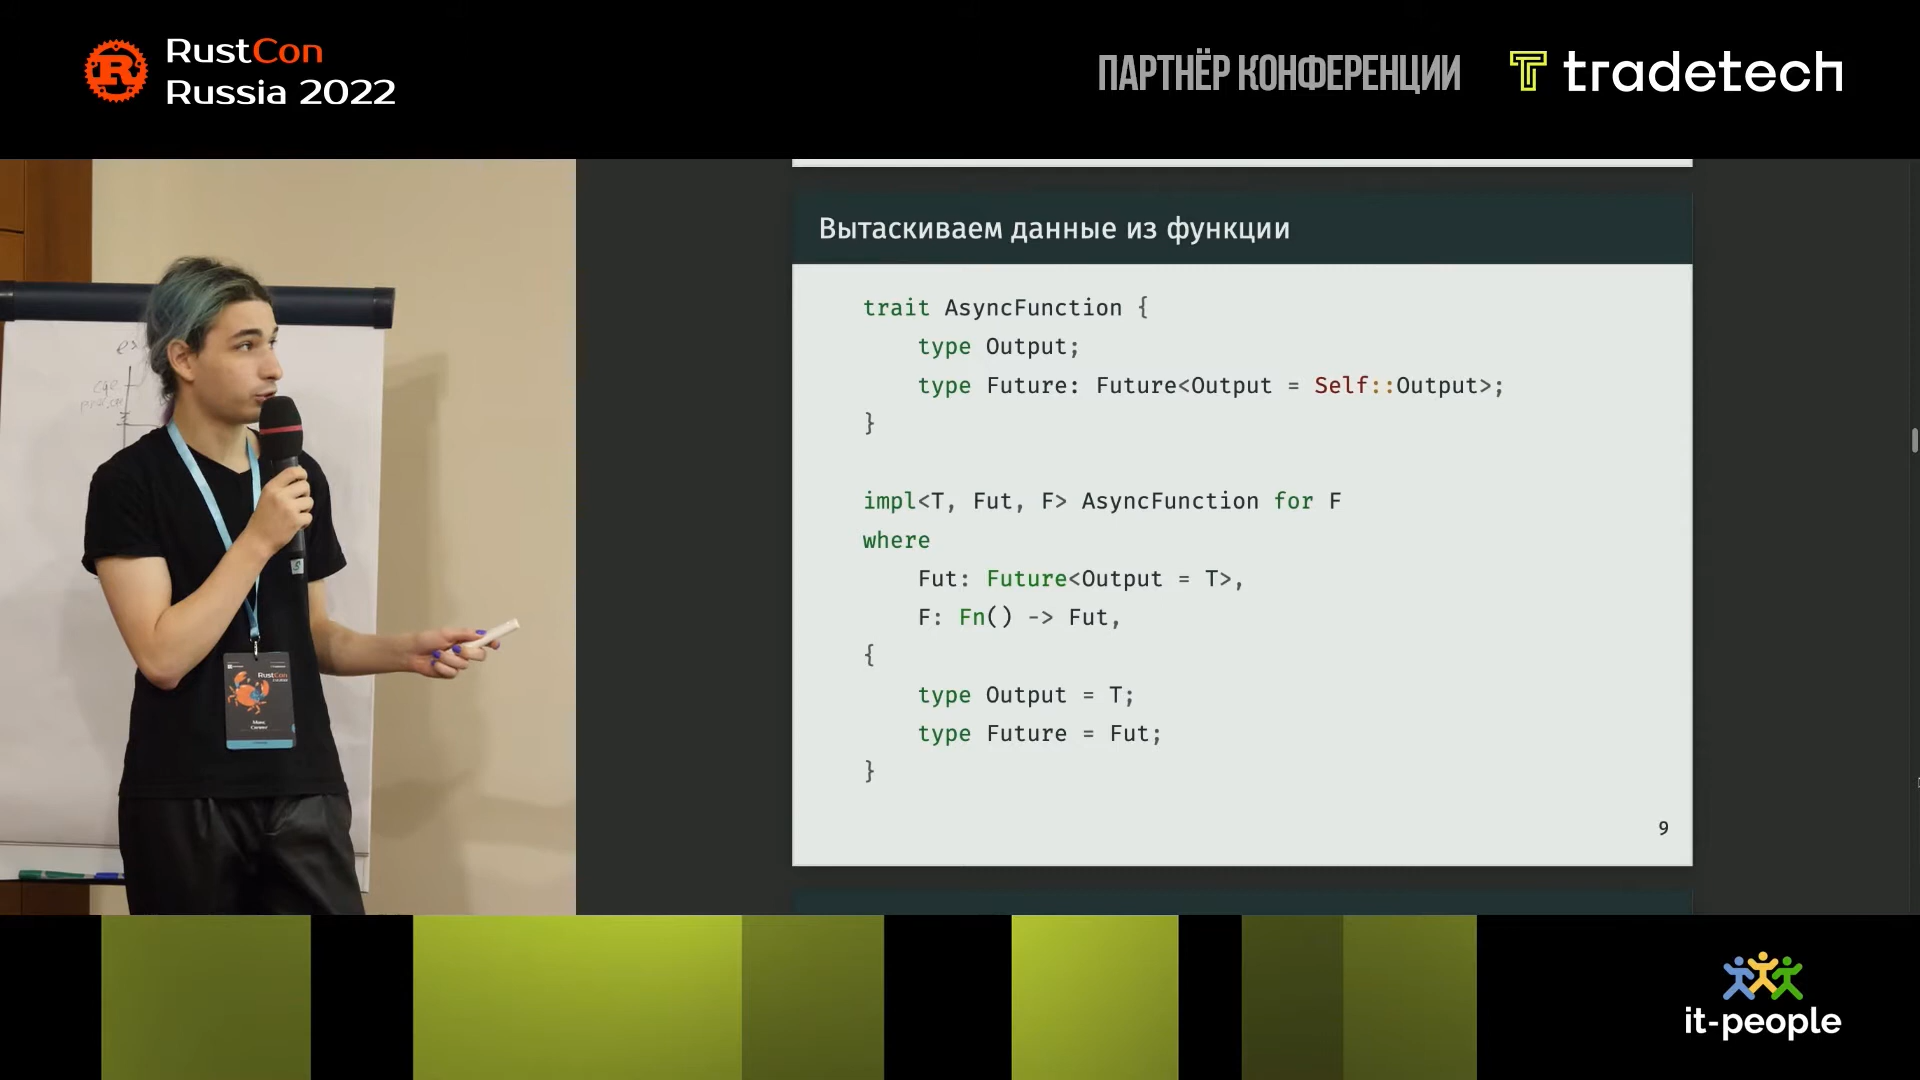 RustCon
Russia 2022
ПАРТНЁР КОНФЕРЕНЦИИ
tradetech
Вытаскиваем данные из функции
trait AsyncFunction {
type Output;
type Future: Future<Output = Self::Output>;
}
impl<T, Fut, F> AsyncFunction for F
where
Fut: Future<Output = T>,
F: Fn() -> Fut,
{
type Output = T;
type Future = Fut;
}
9
RustCon
it-people